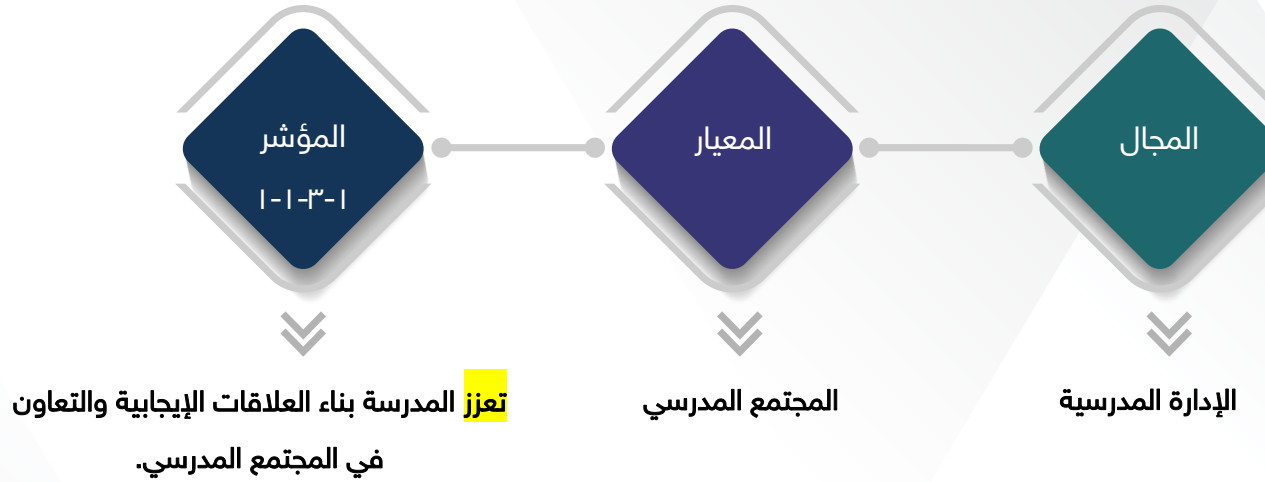 المجال
المعيار
المؤشر
١-٣-١-١
الإدارة المدرسية
المجتمع المدرسي
تعزز المدرسة بناء العلاقات الإيجابية والتعاون
في المجتمع المدرسي.